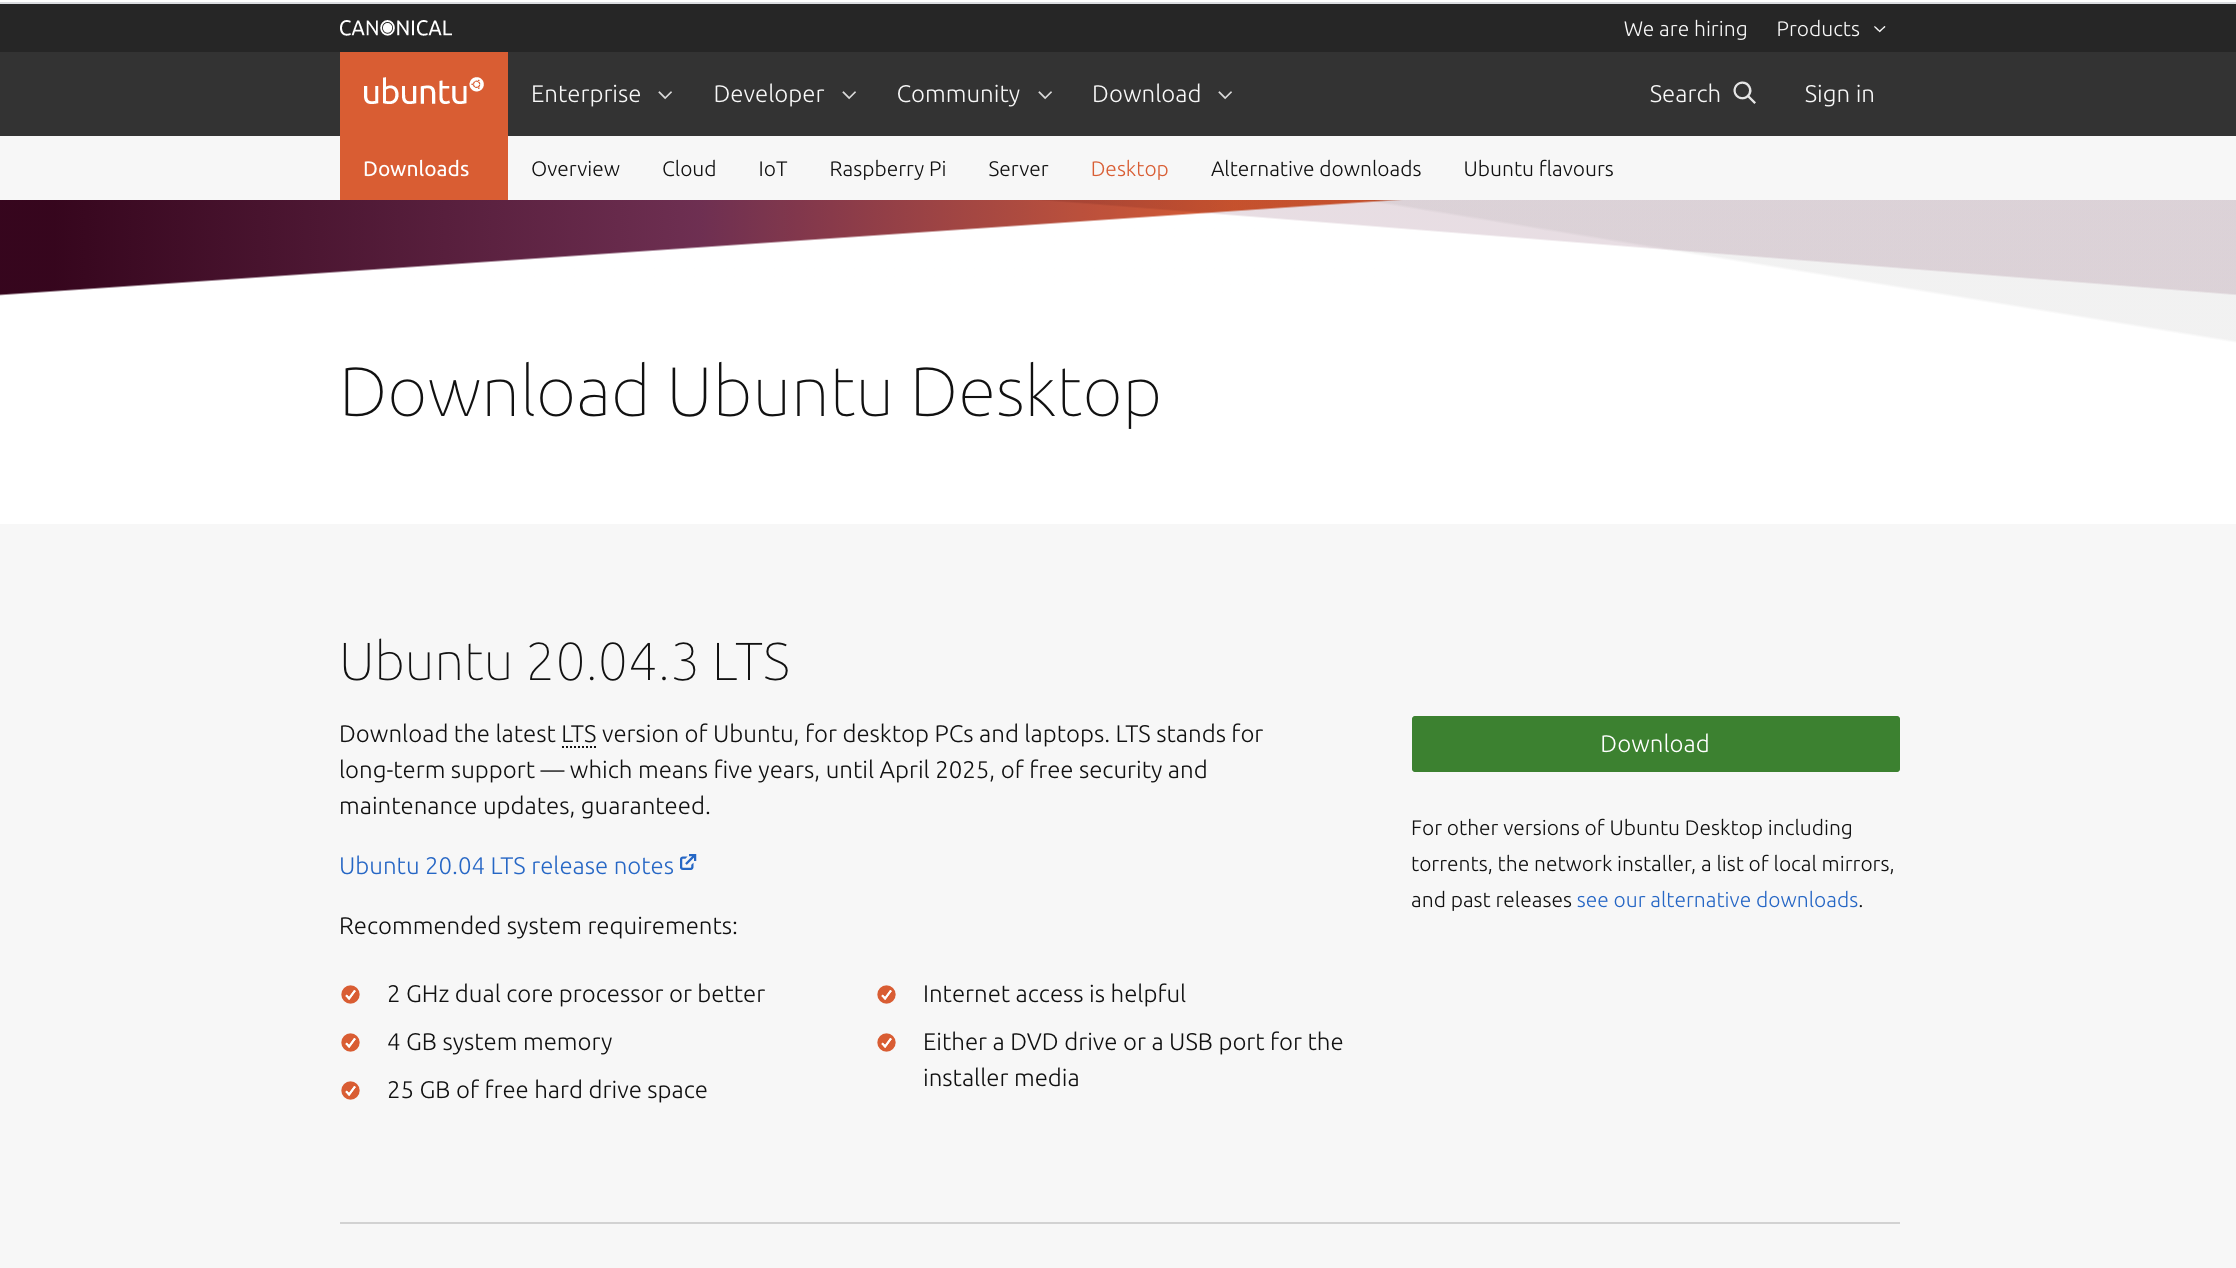 CANONICAL
We are hiring Products
ubuntu
Enterprise Developer Community Download
Search Sign in
Downloads
Overview Cloud IoT Raspberry Pi Server Desktop Alternative downloads Ubuntu flavours
Download Ubuntu Desktop
Ubuntu 20.04.3 LTS
Download the latest LTS version of Ubuntu, for desktop PCs and laptops. LTS stands for
long-term support — which means five years, until April 2025, of free security and
maintenance updates, guaranteed.
Ubuntu 20.04 LTS release notes
Recommended system requirements:
2 GHz dual core processor or better
4 GB system memory
25 GB of free hard drive space
Internet access is helpful
Either a DVD drive or a USB port for the
installer media
Download
For other versions of Ubuntu Desktop including
torrents, the network installer, a list of local mirrors,
and past releases see our alternative downloads.